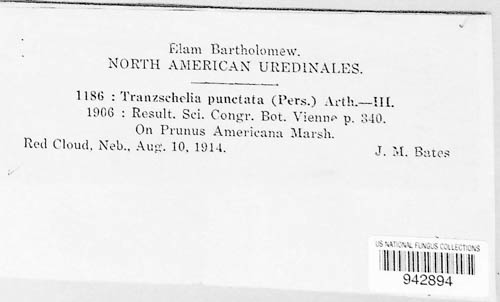 Elam Bartholomew.
NORTH AMERICAN UREDINALES.
1186 : Tranzschelia punctata (Pers.) Arth.—III.
1906 : Result. Sci. Congr. Bot. Vienne p. 340.
On Prunus Americana Marsh.
Red Cloud, Neb., Aug. 10, 1914. J. M. Bates
US NATIONAL FUNGUS COLLECTIONS
942894